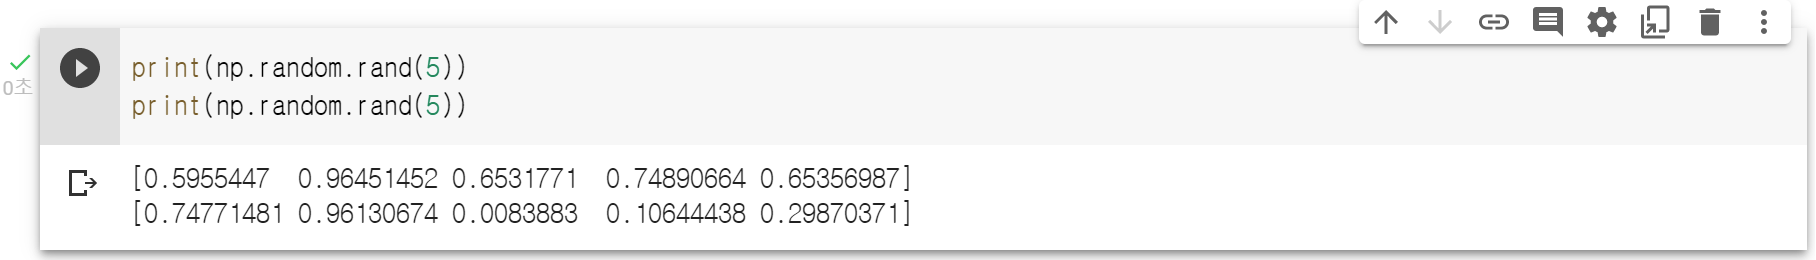 print(np.random.rand(5))
print(np.random.rand(5))
0초
[0.5955447  0.96451452 0.6531771  0.74890664 0.65356987]
[0.74771481 0.96130674 0.0083883  0.10644438 0.29870371]